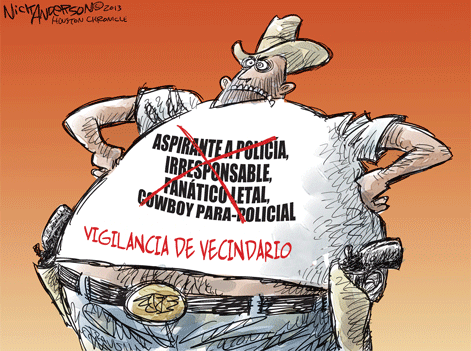 NICK ANDERSON © 2013
HOUSTON CHRONICLE
ASPIRANTE A POLICIA,
IRRESPONSABLE,
FANÁTICO LETAL,
COWBOY PARA-POLICIAL
VIGILANCIA DE VECINDARIO